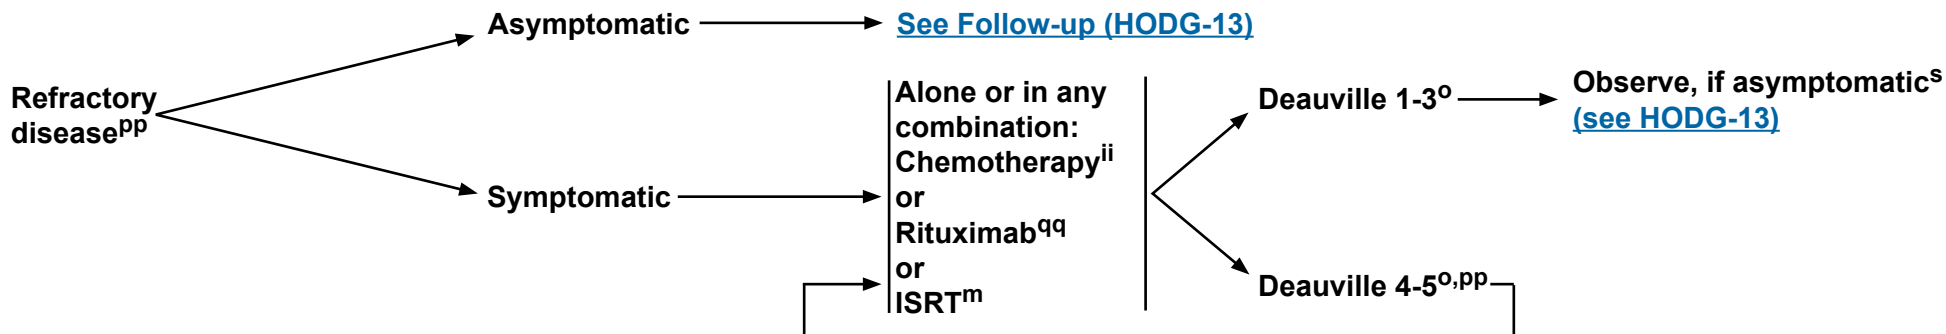 Asymptomatic
See Follow-up (HODG-13)
Refractory
disease^pp
Symptomatic
Alone or in any
combination:
Chemotherapy^ii
or
Rituximab^qq
or
ISRT^m
Deauville 1-3^o
Observe, if asymptomatic^s
(see HODG-13)
Deauville 4-5^o,pp